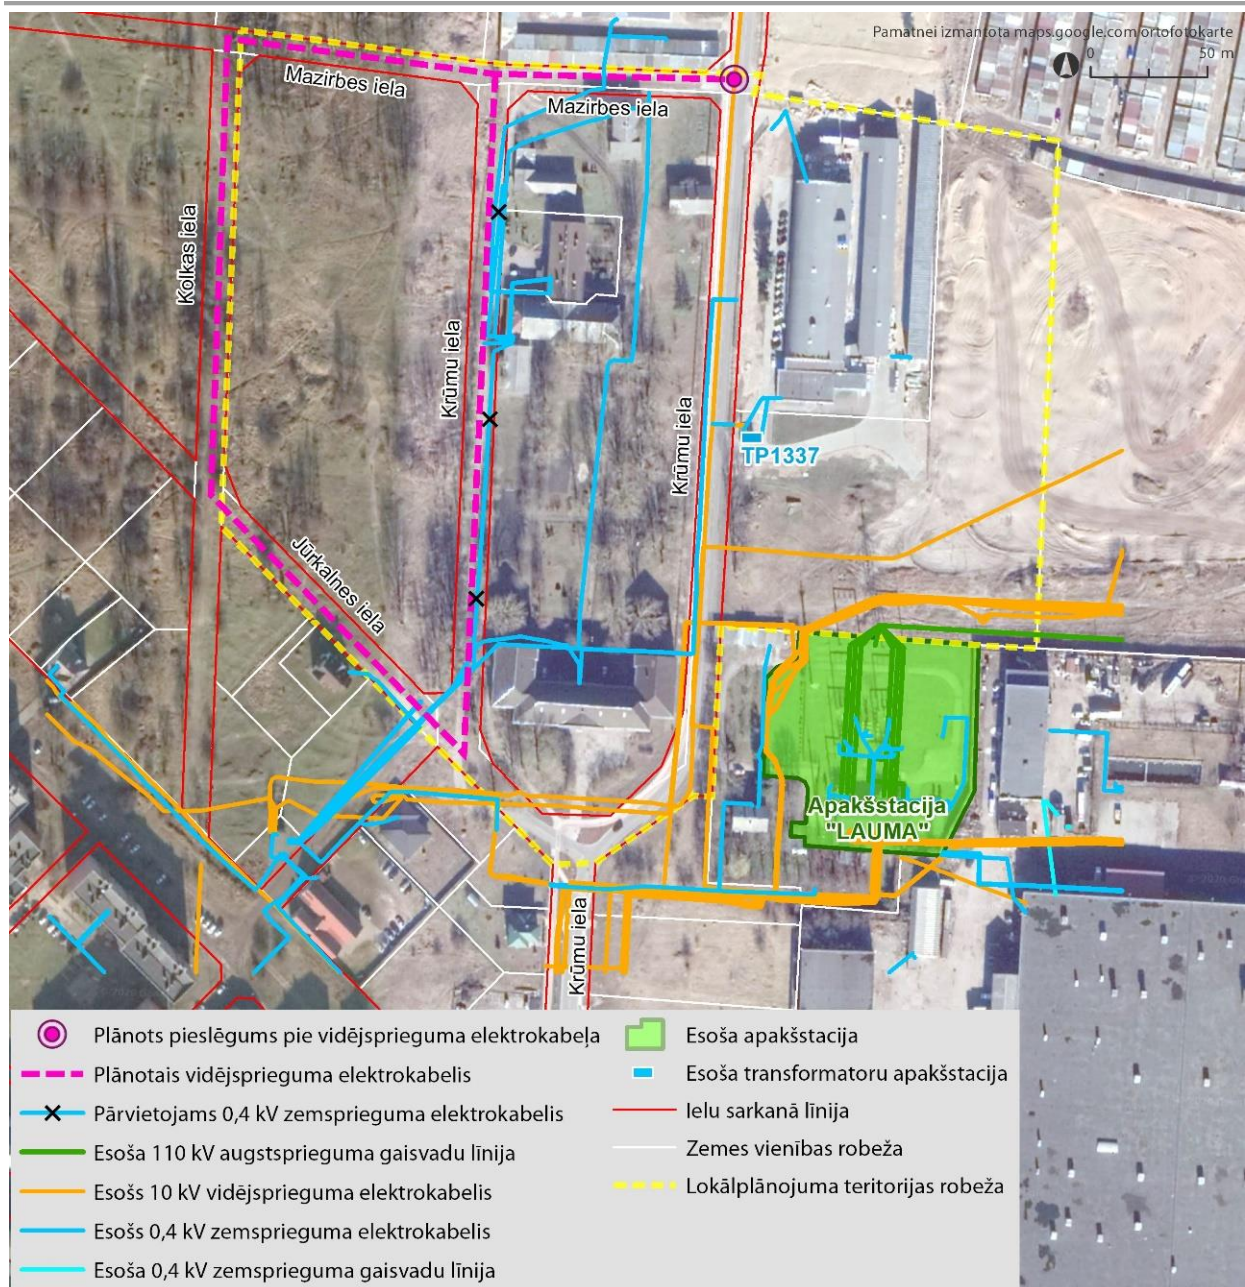 Pamatnei izmantota maps.google.com ortofotokarte
0 50 m
Mazirbes iela
Mazirbes iela
Kolkas iela
Krūmu iela
Krūmu iela
TP1337
Jūrkalnes iela
Apakšstacija
"LAUMA"
Krūmu iela
Plānots pieslēgums pie vidējsprieguma elektrokabeļa
Plānotais vidējsprieguma elektrokabelis
Pārvietojams 0,4 kV zemsprieguma elektrokabelis
Esoša 110 kV augstsprieguma gaisvadu līnija
Esošs 10 kV vidējsprieguma elektrokabelis
Esošs 0,4 kV zemsprieguma elektrokabelis
Esoša 0,4 kV zemsprieguma gaisvadu līnija
Esoša apakšstacija
Esoša transformatoru apakšstacija
Ielu sarkanā līnija
Zemes vienības robeža
Lokālplānojuma teritorijas robeža